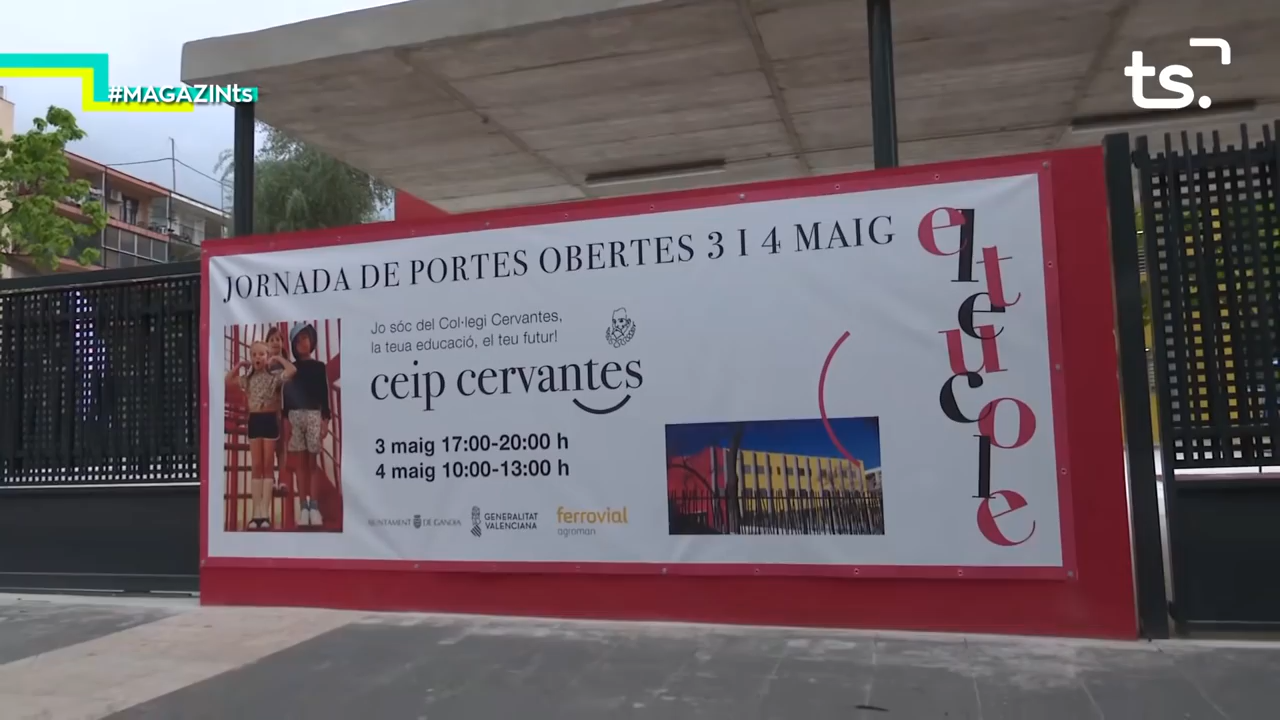 #MAGAZINts
ts.
JORNADA DE PORTES OBERTES 3 I 4 MAIG
Jo sóc del Col·legi Cervantes,
la teua educació, el teu futur!
ceip cervantes
3 maig 17:00-20:00 h
4 maig 10:00-13:00 h
AJUNTAMENT DE GANDIA
GENERALITAT
VALENCIANA
ferrovial
agroman
el teu cole